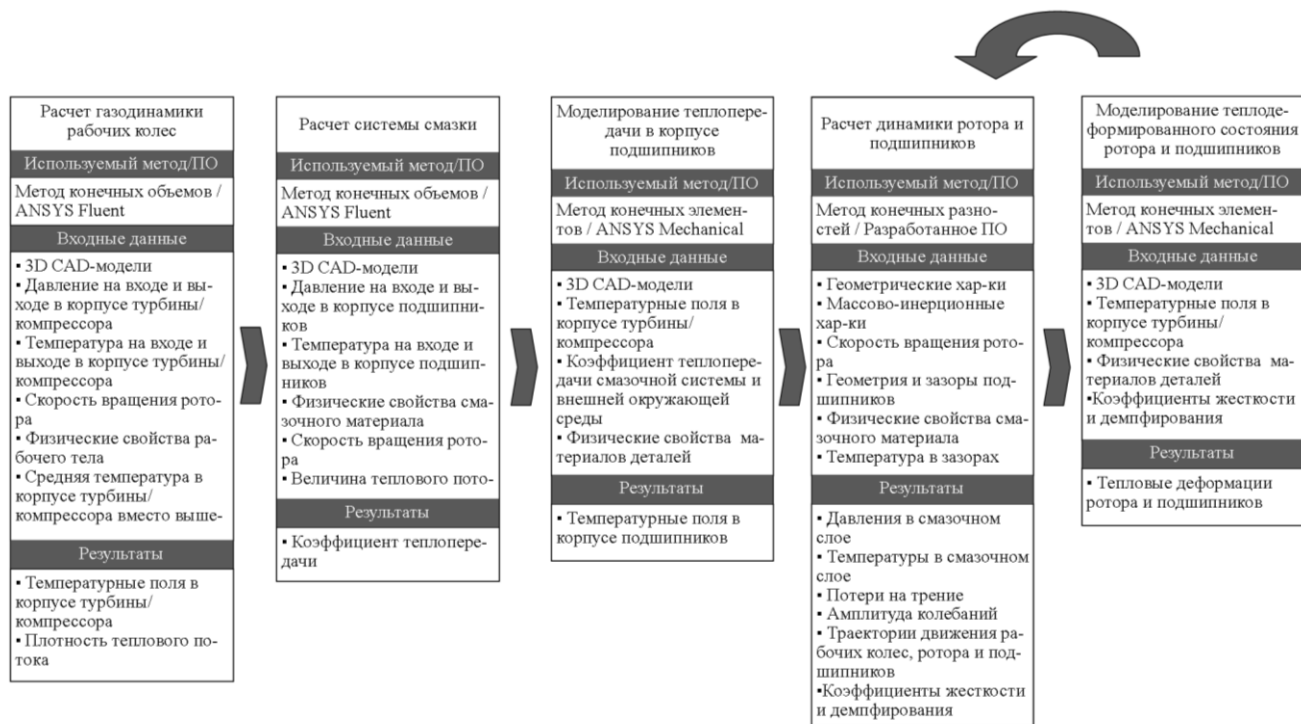 Расчет газодинамики
рабочих колес
Используемый метод/ПО
Метод конечных объемов /
ANSYS Fluent
Входные данные
▪ 3D CAD-модели
▪ Давление на входе и вы-
ходе в корпусе турбины/
компрессора
▪ Температура на входе и
выходе в корпусе турбины/
компрессора
▪ Скорость вращения рото-
ра
▪ Физические свойства ра-
бочего тела
▪ Средняя температура в
корпусе турбины/
компрессора вместо выше-
Результаты
▪ Температурные поля в
корпусе турбины/
компрессора
▪ Плотность теплового по-
тока
Расчет системы смазки
Используемый метод/ПО
Метод конечных объемов /
ANSYS Fluent
Входные данные
▪ 3D CAD-модели
▪ Давление на входе и вы-
ходе в корпусе подшипни-
ков
▪ Температура на входе и
выходе в корпусе подшип-
ников
▪ Физические свойства сма-
зочного материала
▪ Скорость вращения рото-
ра
▪ Величина теплового пото-
Результаты
▪ Коэффициент теплопере-
дачи
Моделирование теплопере-
дачи в корпусе
подшипников
Используемый метод/ПО
Метод конечных элемен-
тов / ANSYS Mechanical
Входные данные
▪ 3D CAD-модели
▪ Температурные поля в
корпусе турбины/
компрессора
▪ Коэффициент теплопере-
дачи смазочной системы и
внешней окружающей
среды
▪ Физические свойства материалов деталей
Результаты
▪ Температурные поля в
корпусе подшипников
Расчет динамики ротора и
подшипников
Используемый метод/ПО
Метод конечных разно-
стей / Разработанное ПО
Входные данные
▪ Геометрические хар-ки
▪ Массово-инерционные
хар-ки
▪ Скорость вращения рото-
ра
▪ Геометрия и зазоры под-
шипников
▪ Физические свойства сма-
зочного материала
▪ Температура в зазорах
Результаты
▪ Давления в смазочном
слое
▪ Температуры в смазочном
слое
▪ Потери на трение
▪ Амплитуда колебаний
▪ Траектории движения ра-
бочих колес, ротора и под-
шипников
▪Коэффициенты жесткости
и демпфирования
Моделирование теплоде-
формированного состояния
ротора и подшипников
Используемый метод/ПО
Метод конечных элемен-
тов / ANSYS Mechanical
Входные данные
▪ 3D CAD-модели
▪ Температурные поля в
корпусе турбины/
компрессора
▪ Физические свойства ма-
териалов деталей
▪Коэффициенты жесткости
и демпфирования
Результаты
▪ Тепловые деформации
ротора и подшипников